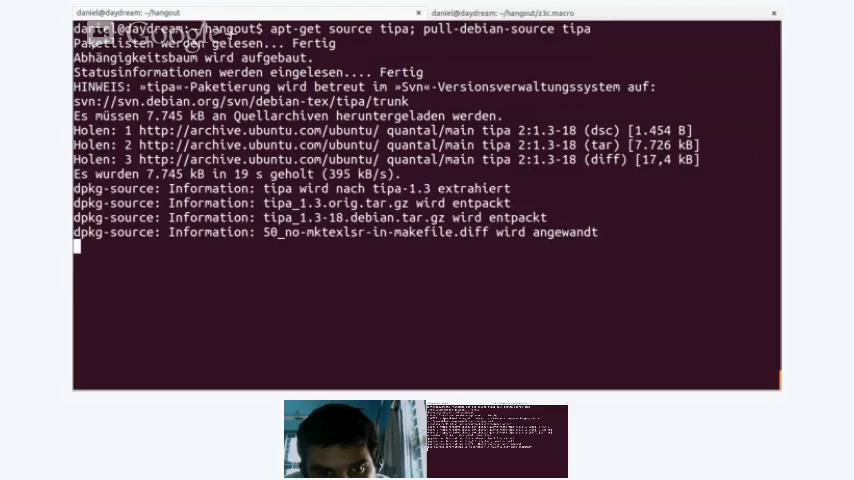 daniel@daydream: ~/hangout
daniel@daydream: ~/hangout/z3c.macro
daniel@daydream:~/hangout$ apt-get source tipa; pull-debian-source tipa
Google+
Paketlisten werden gelesen... Fertig
Abhängigkeitsbaum wird aufgebaut.
Statusinformationen werden eingelesen.... Fertig
HINWEIS: »tipa«-Paketierung wird betreut im »Svn«-Versionsverwaltungssystem auf:
svn://svn.debian.org/svn/debian-tex/tipa/trunk
Es müssen 7.745 kB an Quellarchiven heruntergeladen werden.
Holen: 1 http://archive.ubuntu.com/ubuntu/ quantal/main tipa 2:1.3-18 (dsc) [1.454 B]
Holen: 2 http://archive.ubuntu.com/ubuntu/ quantal/main tipa 2:1.3-18 (tar) [7.726 kB]
Holen: 3 http://archive.ubuntu.com/ubuntu/ quantal/main tipa 2:1.3-18 (diff) [17,4 kB]
Es wurden 7.745 kB in 19 s geholt (395 kB/s).
dpkg-source: Information: tipa wird nach tipa-1.3 extrahiert
dpkg-source: Information: tipa_1.3.orig.tar.gz wird entpackt
dpkg-source: Information: tipa_1.3-18.debian.tar.gz wird entpackt
dpkg-source: Information: 50_no-mktexlsr-in-makefile.diff wird angewandt